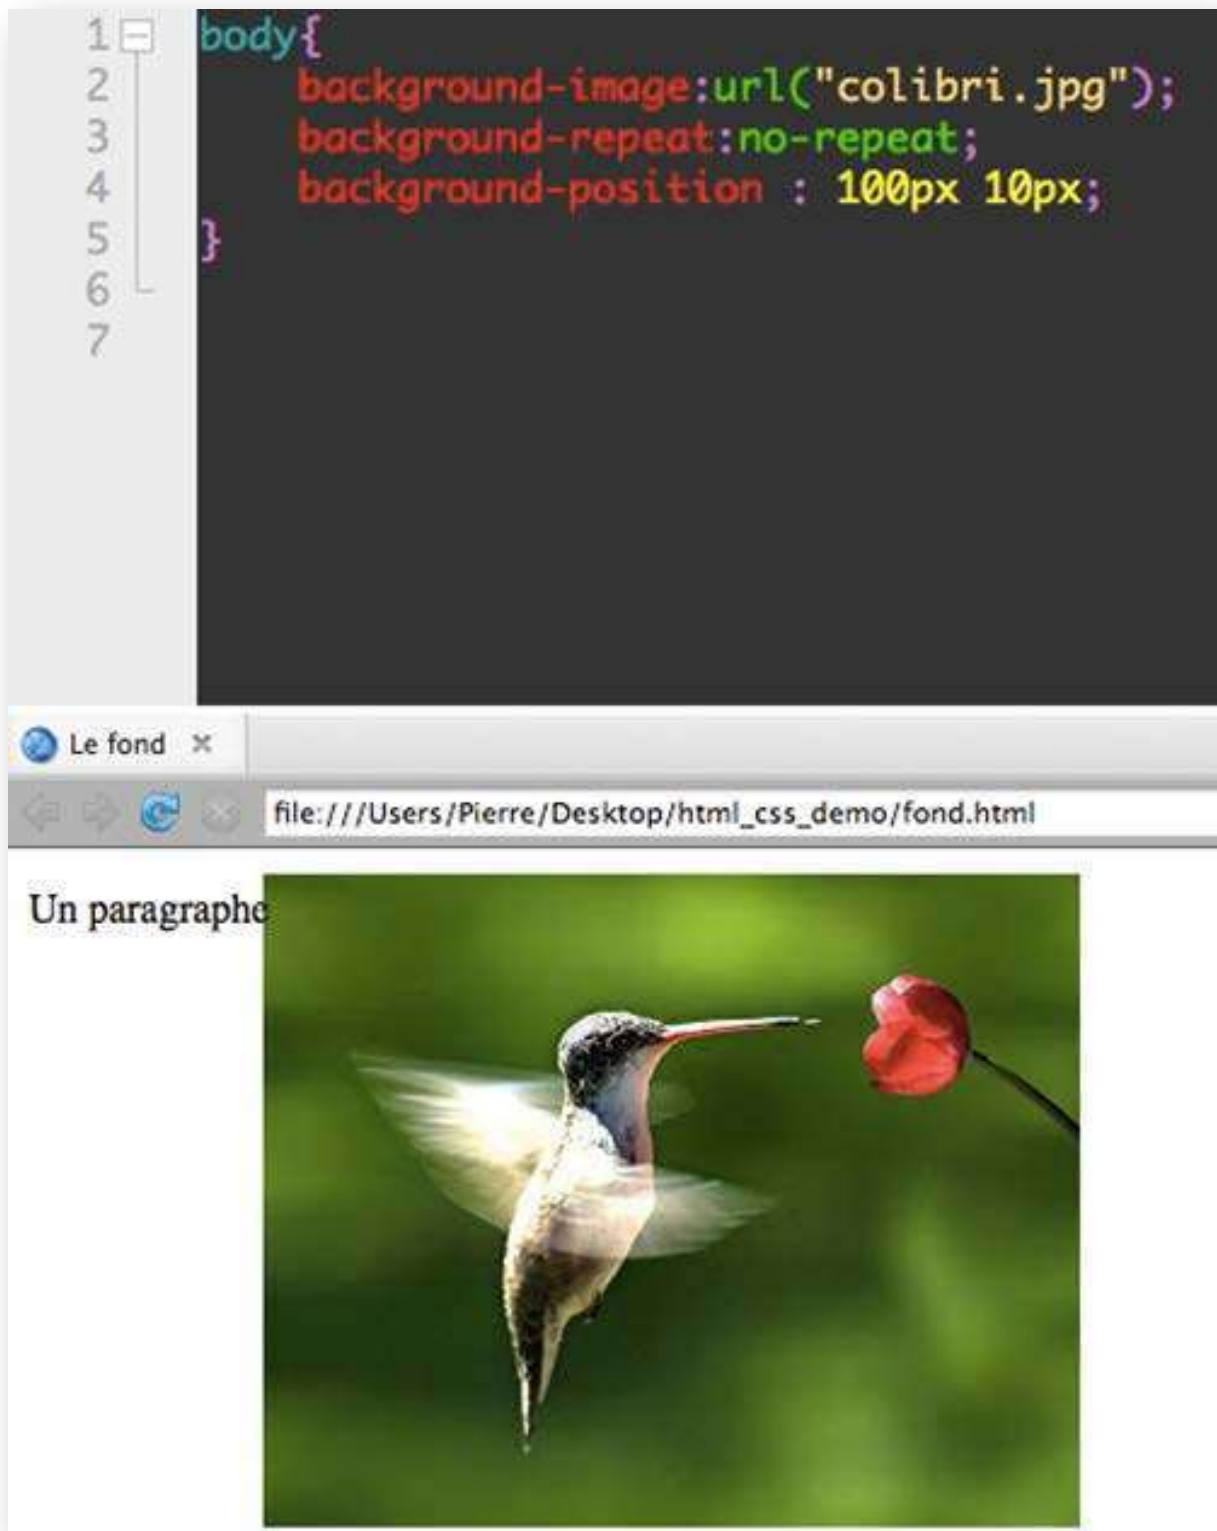 1 body{
2 background-image:url("colibri.jpg");
3 background-repeat:no-repeat;
4 background-position : 100px 10px;
5 }
6
7
Le fond
file:///Users/Pierre/Desktop/html_css_demo/fond.html
Un paragraphe